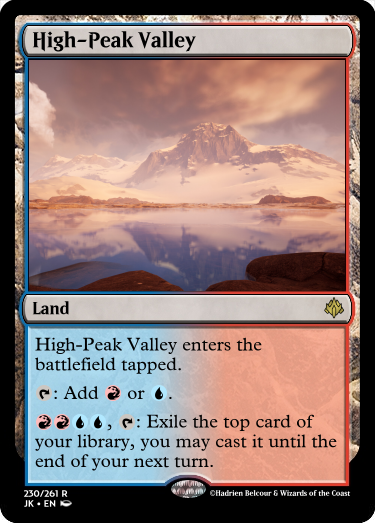 High-Peak Valley
Land
High-Peak Valley enters the
battlefield tapped.
: Add or .
, : Exile the top card of
your library, you may cast it until the
end of your next turn.
230/261 R
JK • EN
©Hadrien Belcour & Wizards of the Coast